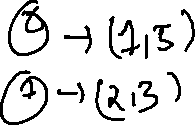 8 → (7,5)
7 → (2,3)